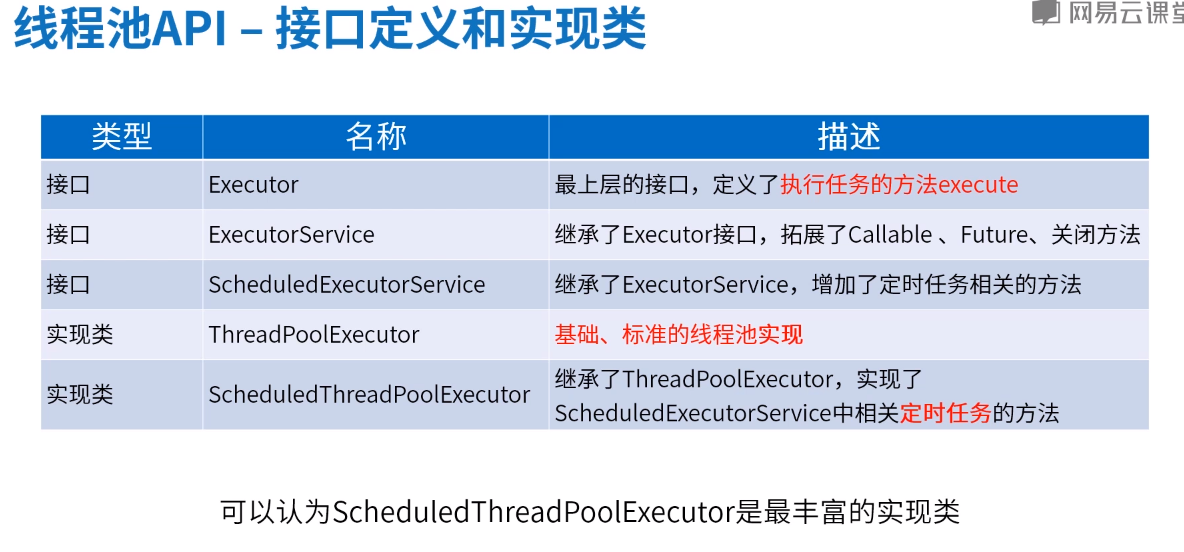 线程池API – 接口定义和实现类
网易云课堂
类型 名称 描述
接口 Executor 最上层的接口，定义了执行任务的方法execute
接口 ExecutorService 继承了Executor接口，拓展了Callable 、Future、关闭方法
接口 ScheduledExecutorService 继承了ExecutorService，增加了定时任务相关的方法
实现类 ThreadPoolExecutor 基础、标准的线程池实现
实现类 ScheduledThreadPoolExecutor 继承了ThreadPoolExecutor，实现了
ScheduledExecutorService中相关定时任务的方法
可以认为ScheduledThreadPoolExecutor是最丰富的实现类